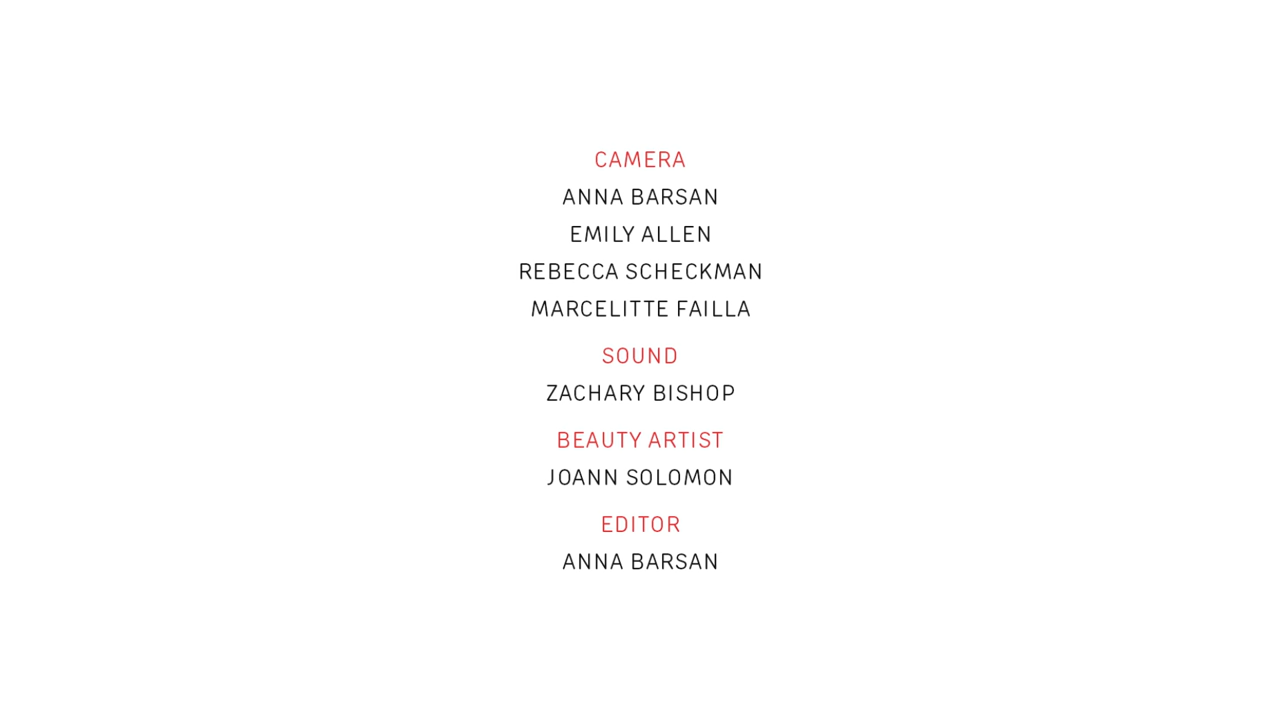 CAMERA
ANNA BARSAN
EMILY ALLEN
REBECCA SCHECKMAN
MARCELITTE FAILLA
SOUND
ZACHARY BISHOP
BEAUTY ARTIST
JOANN SOLOMON
EDITOR
ANNA BARSAN